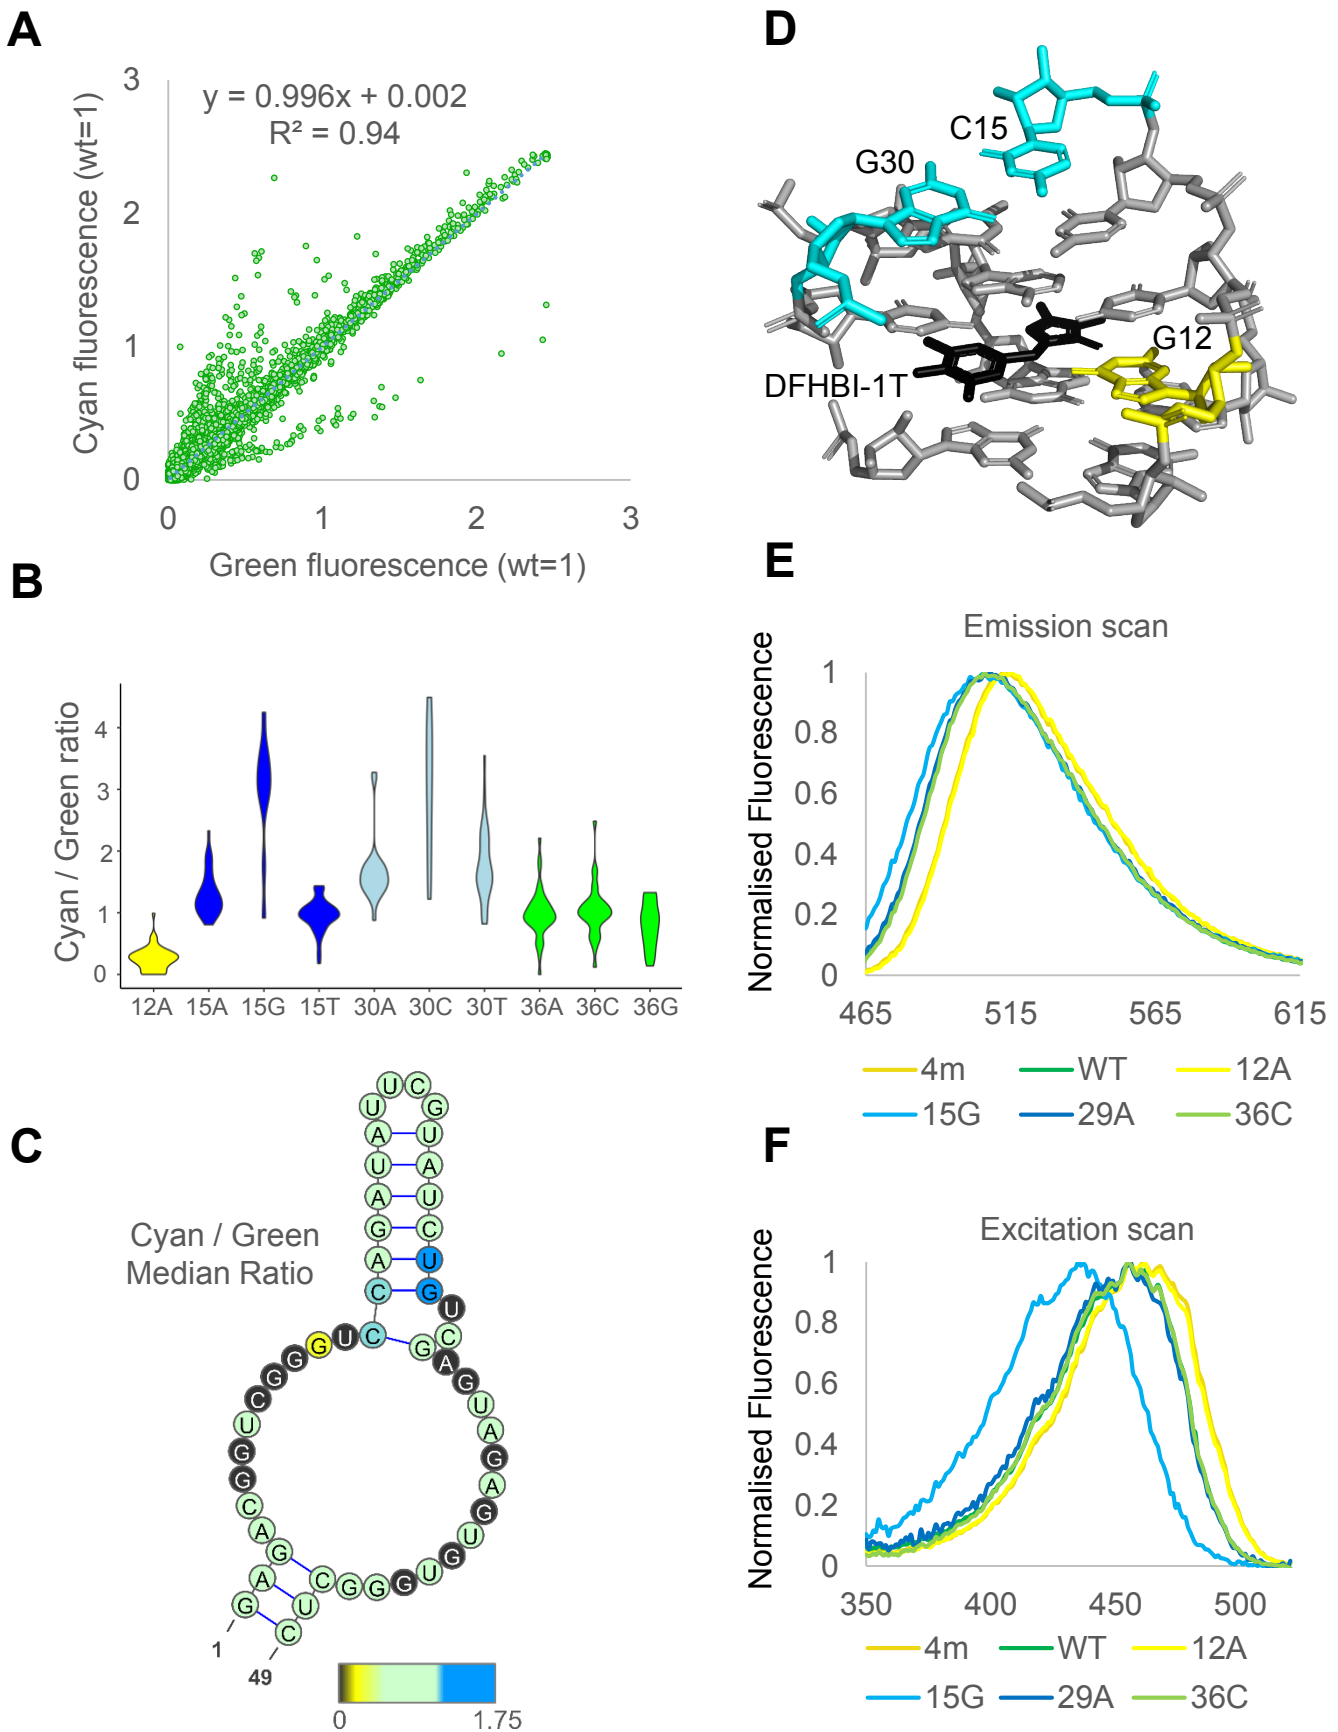 A
y = 0.996x + 0.002
R² = 0.94
Cyan fluorescence (wt=1)
3
2
1
0
0 1 2 3
Green fluorescence (wt=1)
B
Cyan / Green ratio
4
3
2
1
0
12A 15A 15G 15T 30A 30C 30T 36A 36C 36G
C
Cyan / Green
Median Ratio
U C
U G
A U
U A
A U
G C
A U
C G
U
G U C G C
G A
G G
C U
U A
G G
G A
C G
A U
G C G G G U G
A U
G C
1
49
0 1.75
D
C15
G30
G12
DFHBI-1T
E
Emission scan
Normalised Fluorescence
1
0.8
0.6
0.4
0.2
0
465 515 565 615
4m WT 12A
15G 29A 36C
F
Excitation scan
Normalised Fluorescence
1
0.8
0.6
0.4
0.2
0
350 400 450 500
4m WT 12A
15G 29A 36C